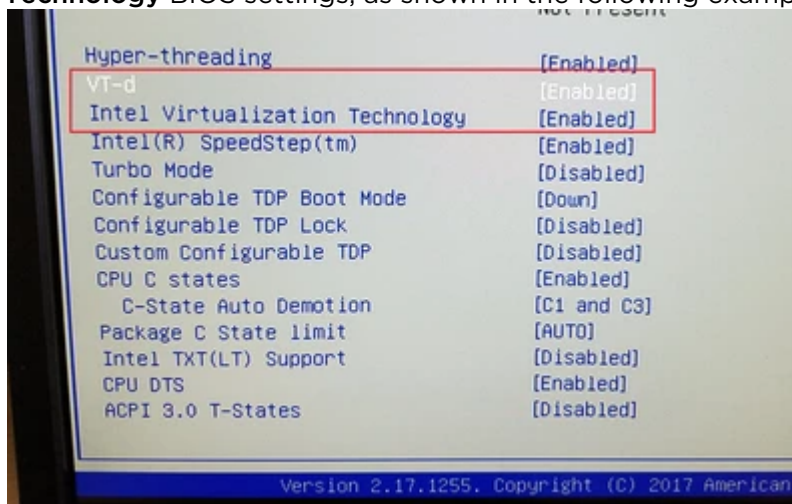 Technology BIOS settings, as shown in the following examp
Not Present
Hyper-threading [Enabled]
VT-d [Enabled]
Intel Virtualization Technology [Enabled]
Intel(R) SpeedStep(tm) [Enabled]
Turbo Mode [Disabled]
Configurable TDP Boot Mode [Down]
Configurable TDP Lock [Disabled]
Custom Configurable TDP [Disabled]
CPU C states [Enabled]
C-State Auto Demotion [C1 and C3]
Package C State limit [AUTO]
Intel TXT(LT) Support [Disabled]
CPU DTS [Enabled]
ACPI 3.0 T-States [Disabled]
Version 2.17.1255. Copyright (C) 2017 American